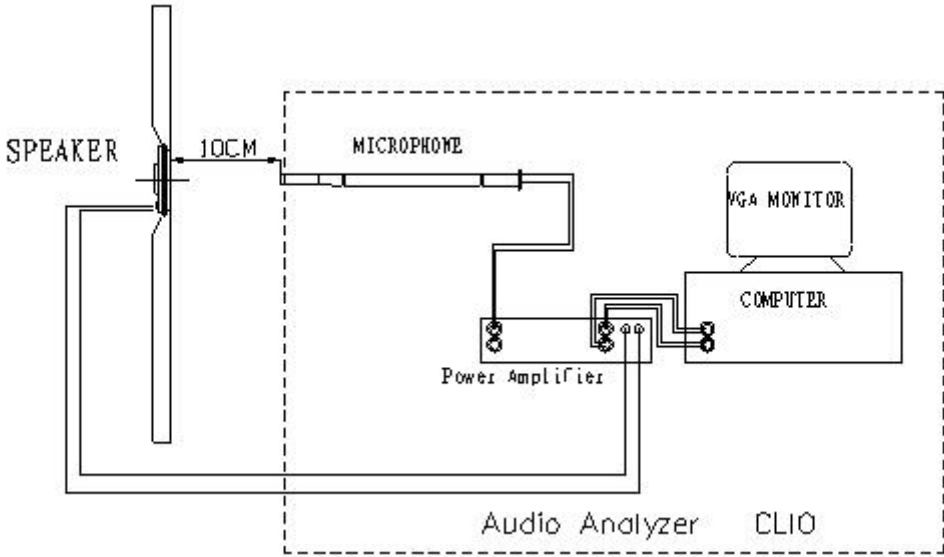 SPEAKER
10CM
MICROPHONE
VGA MONITOR
COMPUTER
Power Amplifier
Audio Analyzer CLIO